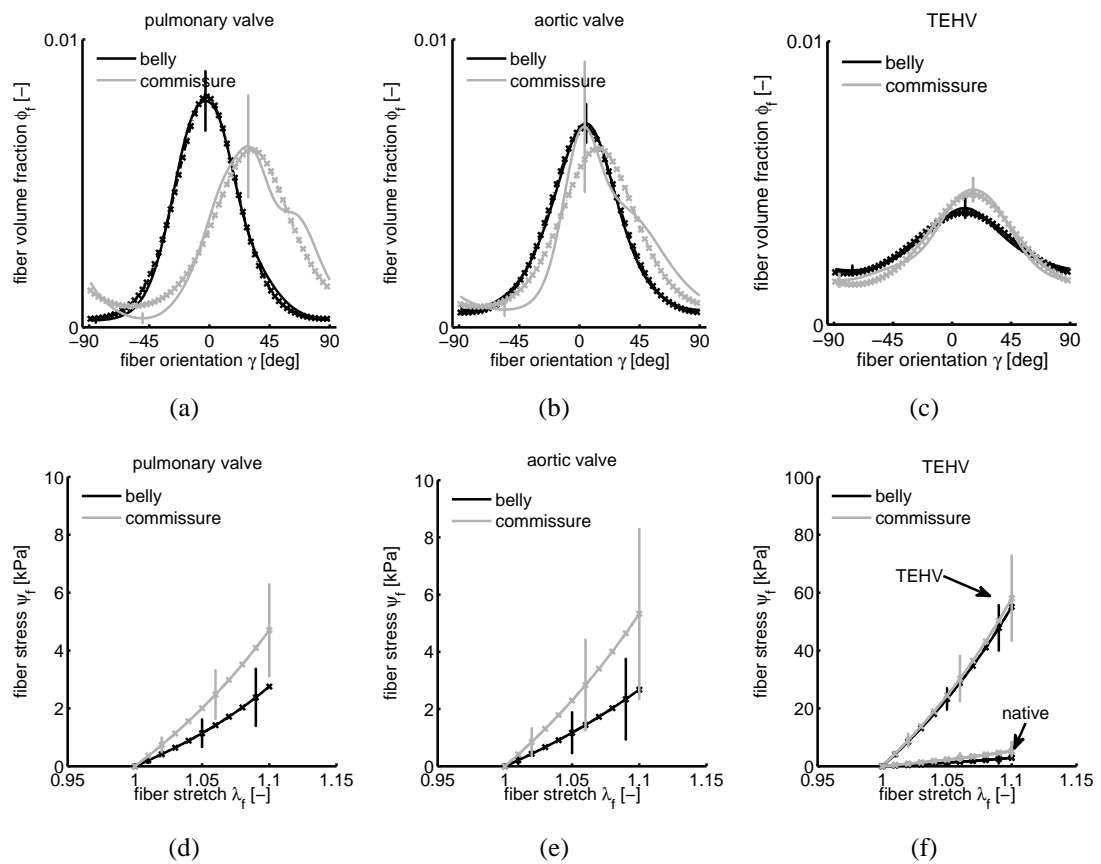 pulmonary valve
0.01
belly
commissure
fiber volume fraction ϕf [−]
0
−90 −45 0 45 90
fiber orientation γ [deg]
(a)
aortic valve
0.01
belly
commissure
fiber volume fraction ϕf [−]
0
−90 −45 0 45 90
fiber orientation γ [deg]
(b)
TEHV
0.01
belly
commissure
fiber volume fraction ϕf [−]
0
−90 −45 0 45 90
fiber orientation γ [deg]
(c)
pulmonary valve
10
8
6
4
2
0
belly
commissure
fiber stress ψf [kPa]
0.95 1 1.05 1.1 1.15
fiber stretch λf [−]
(d)
aortic valve
10
8
6
4
2
0
belly
commissure
fiber stress ψf [kPa]
0.95 1 1.05 1.1 1.15
fiber stretch λf [−]
(e)
TEHV
100
80
60
40
20
0
belly
commissure
TEHV
native
fiber stress ψf [kPa]
0.95 1 1.05 1.1 1.15
fiber stretch λf [−]
(f)